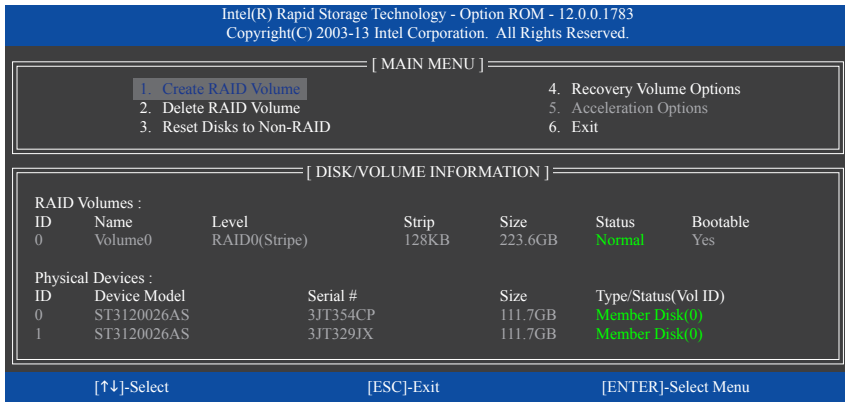 Intel(R) Rapid Storage Technology - Option ROM - 12.0.0.1783
Copyright(C) 2003-13 Intel Corporation. All Rights Reserved.
[ MAIN MENU ]
1. Create RAID Volume 4. Recovery Volume Options
2. Delete RAID Volume 5. Acceleration Options
3. Reset Disks to Non-RAID 6. Exit
[ DISK/VOLUME INFORMATION ]
RAID Volumes :
ID Name Level Strip Size Status Bootable
0 Volume0 RAID0(Stripe) 128KB 223.6GB Normal Yes
Physical Devices :
ID Device Model Serial # Size Type/Status(Vol ID)
0 ST3120026AS 3JT354CP 111.7GB Member Disk(0)
1 ST3120026AS 3JT329JX 111.7GB Member Disk(0)
[↑↓]-Select [ESC]-Exit [ENTER]-Select Menu